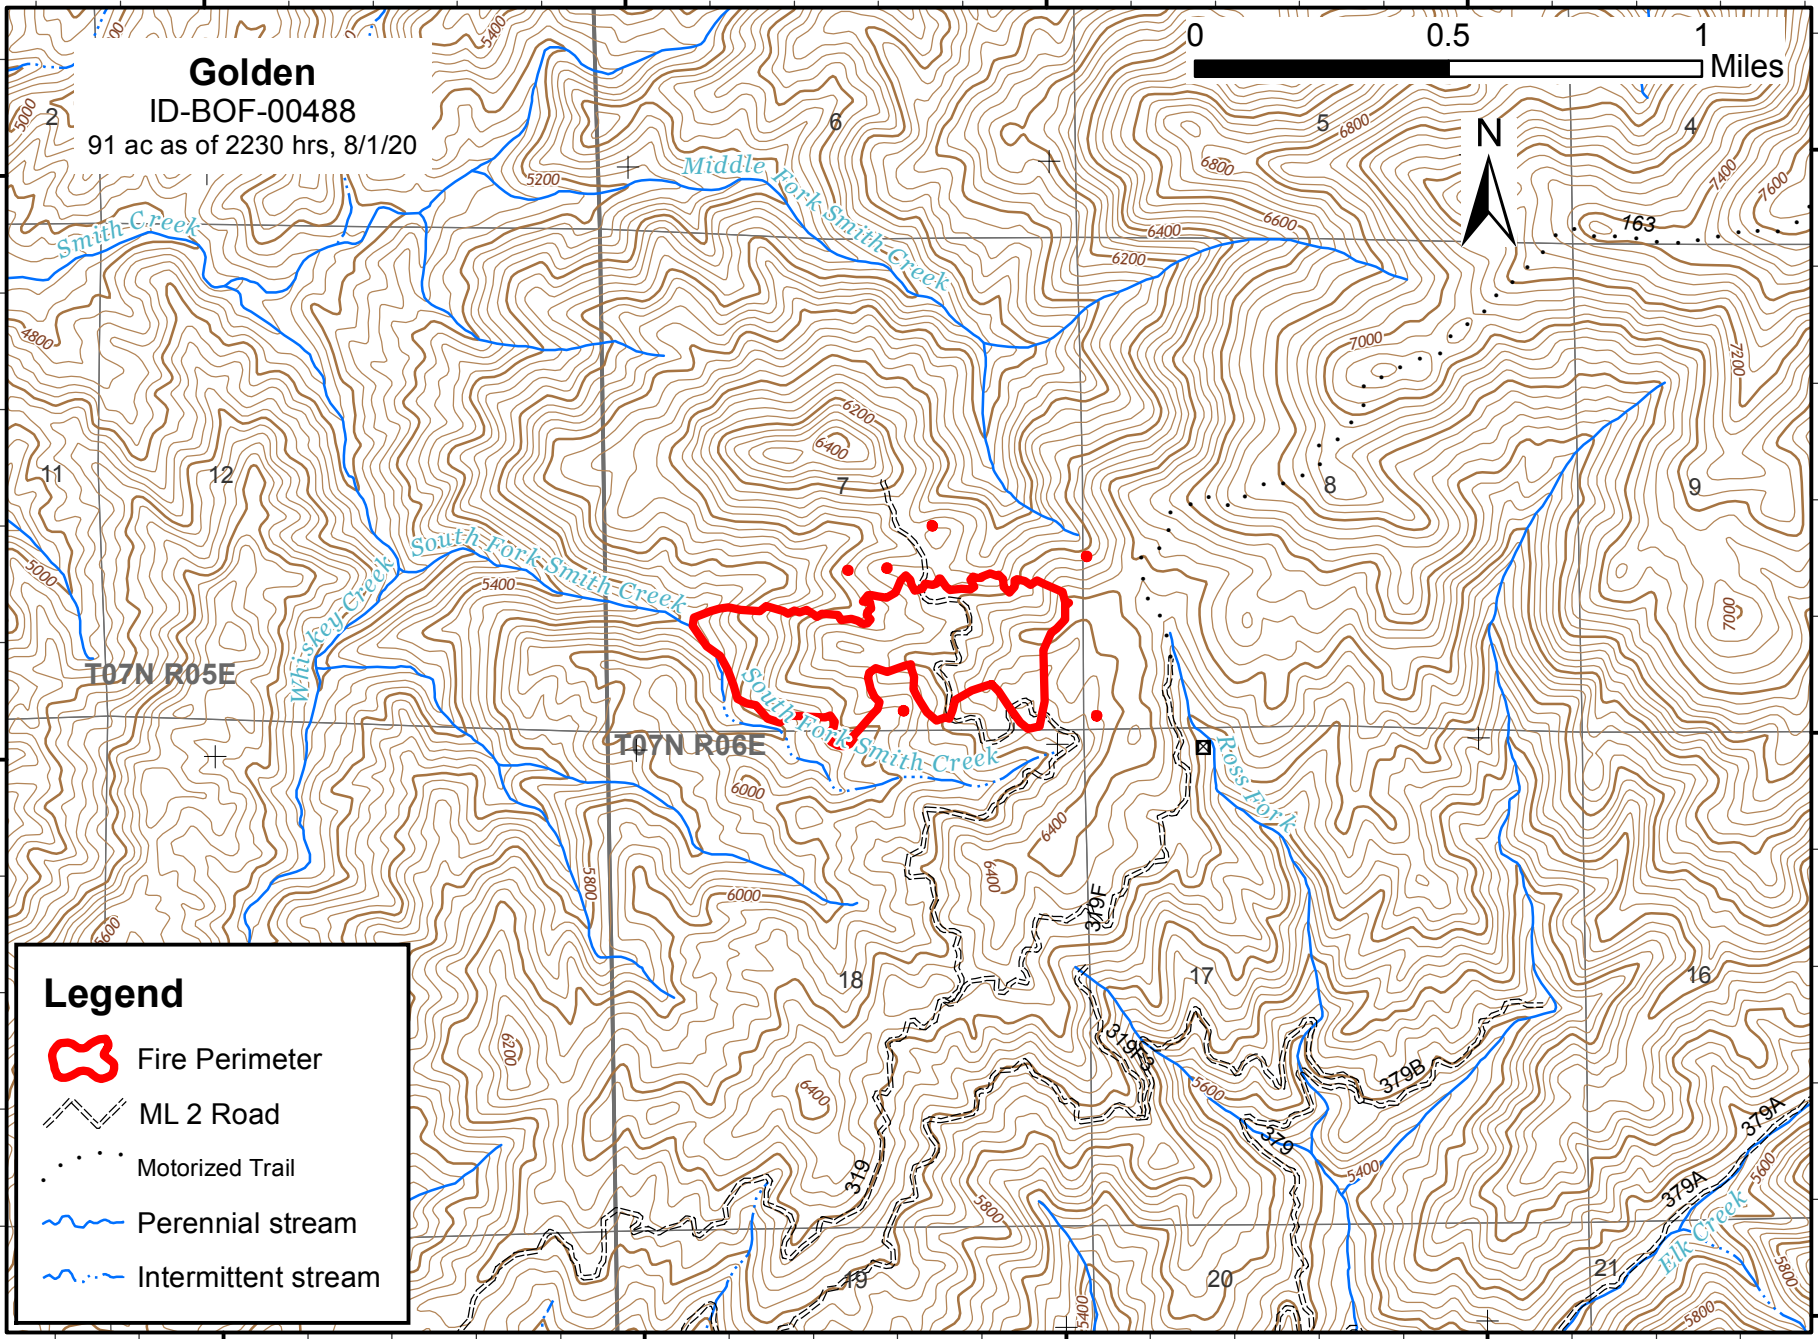 Golden
ID-BOF-00488
91 ac as of 2230 hrs, 8/1/20
0 0.5 1
Miles
N
5400
5000
2
6
5
4
6800
6800
7400
7600
5200
Middle Fork Smith Creek
Smith Creek
6600
163
6400
6200
4800
7000
7200
6200
6400
11
12
7
8
9
South Fork Smith Creek
5000
5400
Whiskey Creek
7000
T07N R05E
South Fork Smith Creek
T07N R06E
Ross Fork
6000
6400
6400
5800
6000
379F
5600
18
17
16
6200
319F3
379B
5600
6400
379A
379
319
5400
5600
379A
5800
Elk Creek
5800
19
20
21
5400
5800
Legend
Fire Perimeter
ML 2 Road
Motorized Trail
Perennial stream
Intermittent stream